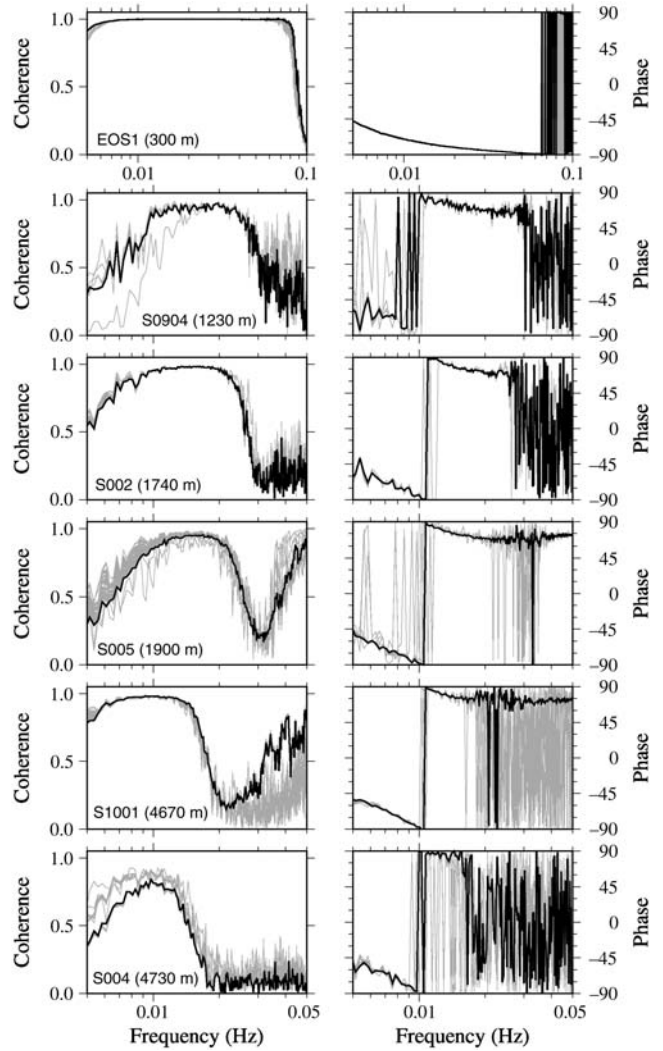 Coherence
1.0
0.5
0.0
EOS1 (300 m)
0.01
0.1
90
45
0
−45
−90
Phase
0.01
0.1
Coherence
1.0
0.5
0.0
S0904 (1230 m)
90
45
0
−45
−90
Phase
Coherence
1.0
0.5
0.0
S002 (1740 m)
90
45
0
−45
−90
Phase
Coherence
1.0
0.5
0.0
S005 (1900 m)
90
45
0
−45
−90
Phase
Coherence
1.0
0.5
0.0
S1001 (4670 m)
90
45
0
−45
−90
Phase
Coherence
1.0
0.5
0.0
S004 (4730 m)
0.01
0.05
Frequency (Hz)
90
45
0
−45
−90
Phase
0.01
0.05
Frequency (Hz)